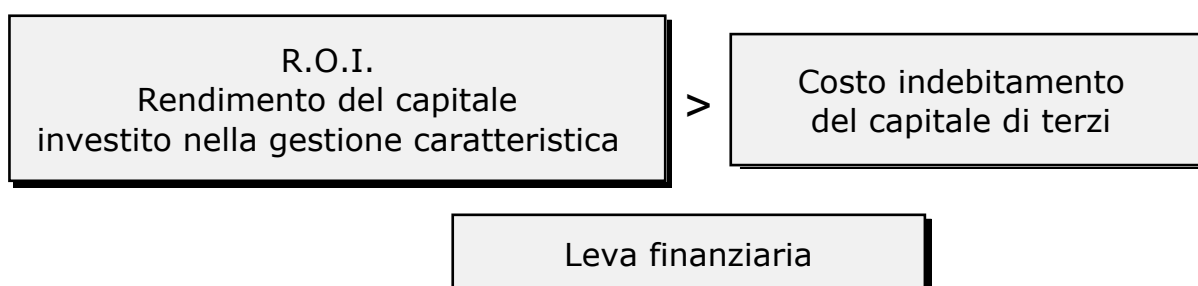 R.O.I.
Rendimento del capitale
investito nella gestione caratteristica
>
Costo indebitamento
del capitale di terzi
Leva finanziaria